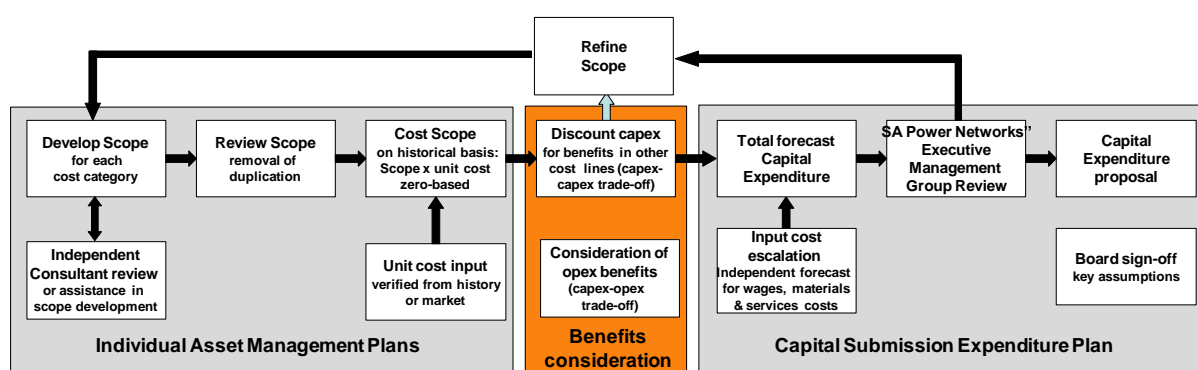 Refine
Scope
Develop Scope
for each
cost category
Review Scope
removal of
duplication
Cost Scope
on historical basis:
Scope x unit cost
zero-based
Discount capex
for benefits in other
cost lines (capex-
capex trade-off)
Total forecast
Capital
Expenditure
SA Power Networks''
Executive
Management
Group Review
Capital
Expenditure
proposal
Independent
Consultant review
or assistance in
scope development
Unit cost input
verified from history
or market
Consideration of
opex benefits
(capex-opex
trade-off)
Input cost
escalation
Independent forecast
for wages, materials
& services costs
Board sign-off
key assumptions
Individual Asset Management Plans
Benefits
consideration
Capital Submission Expenditure Plan